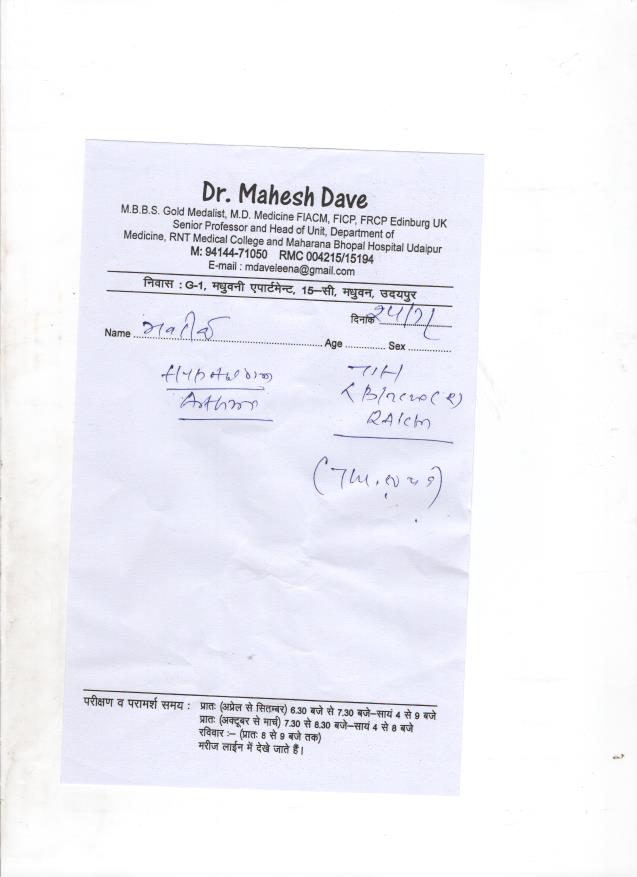 Dr. Mahesh Dave
M.B.B.S. Gold Medalist, M.D. Medicine FIACM, FICP, FRCP Edinburg UK
Senior Professor and Head of Unit, Department of
Medicine, RNT Medical College and Maharana Bhopal Hospital Udaipur
M: 94144-71050 RMC 004215/15194
E-mail : mdaveleena@gmail.com
निवास : G-1, मधुवनी एपार्टमेन्ट, 15–सी, मधुवन, उदयपुर
दिनांक
Name Age Sex
Asthma
परीक्षण व परामर्श समय : प्रातः (अप्रेल से सितम्बर) 6.30 बजे से 7.30 बजे–सायं 4 से 9 बजे
प्रातः (अक्टूबर से मार्च) 7.30 से 8.30 बजे–सायं 4 से 8 बजे
रविवार :– (प्रातः 8 से 9 बजे तक)
मरीज लाईन में देखे जाते हैं।